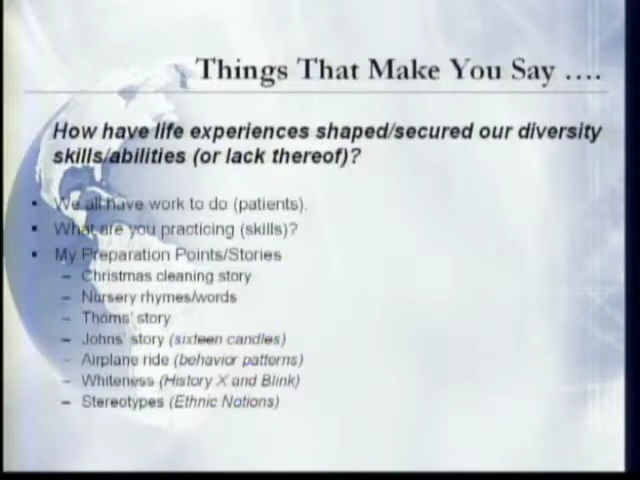 Things That Make You Say ....
How have life experiences shaped/secured our diversity
skills/abilities (or lack thereof)?
We all have work to do (patients).
What are you practicing (skills)?
My Preparation Points/Stories
– Christmas cleaning story
– Nursery rhymes/words
– Thoms' story
– Johns' story (sixteen candles)
– Airplane ride (behavior patterns)
– Whiteness (History X and Blink)
– Stereotypes (Ethnic Notions)